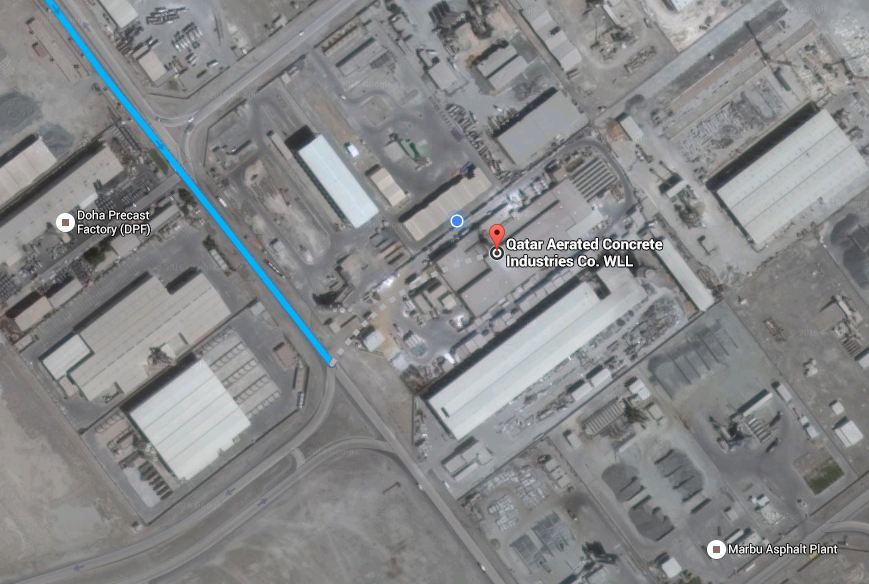 Doha Precast
Factory (DPF)
Qatar Aerated Concrete
Industries Co. WLL
Marbu Asphalt Plant